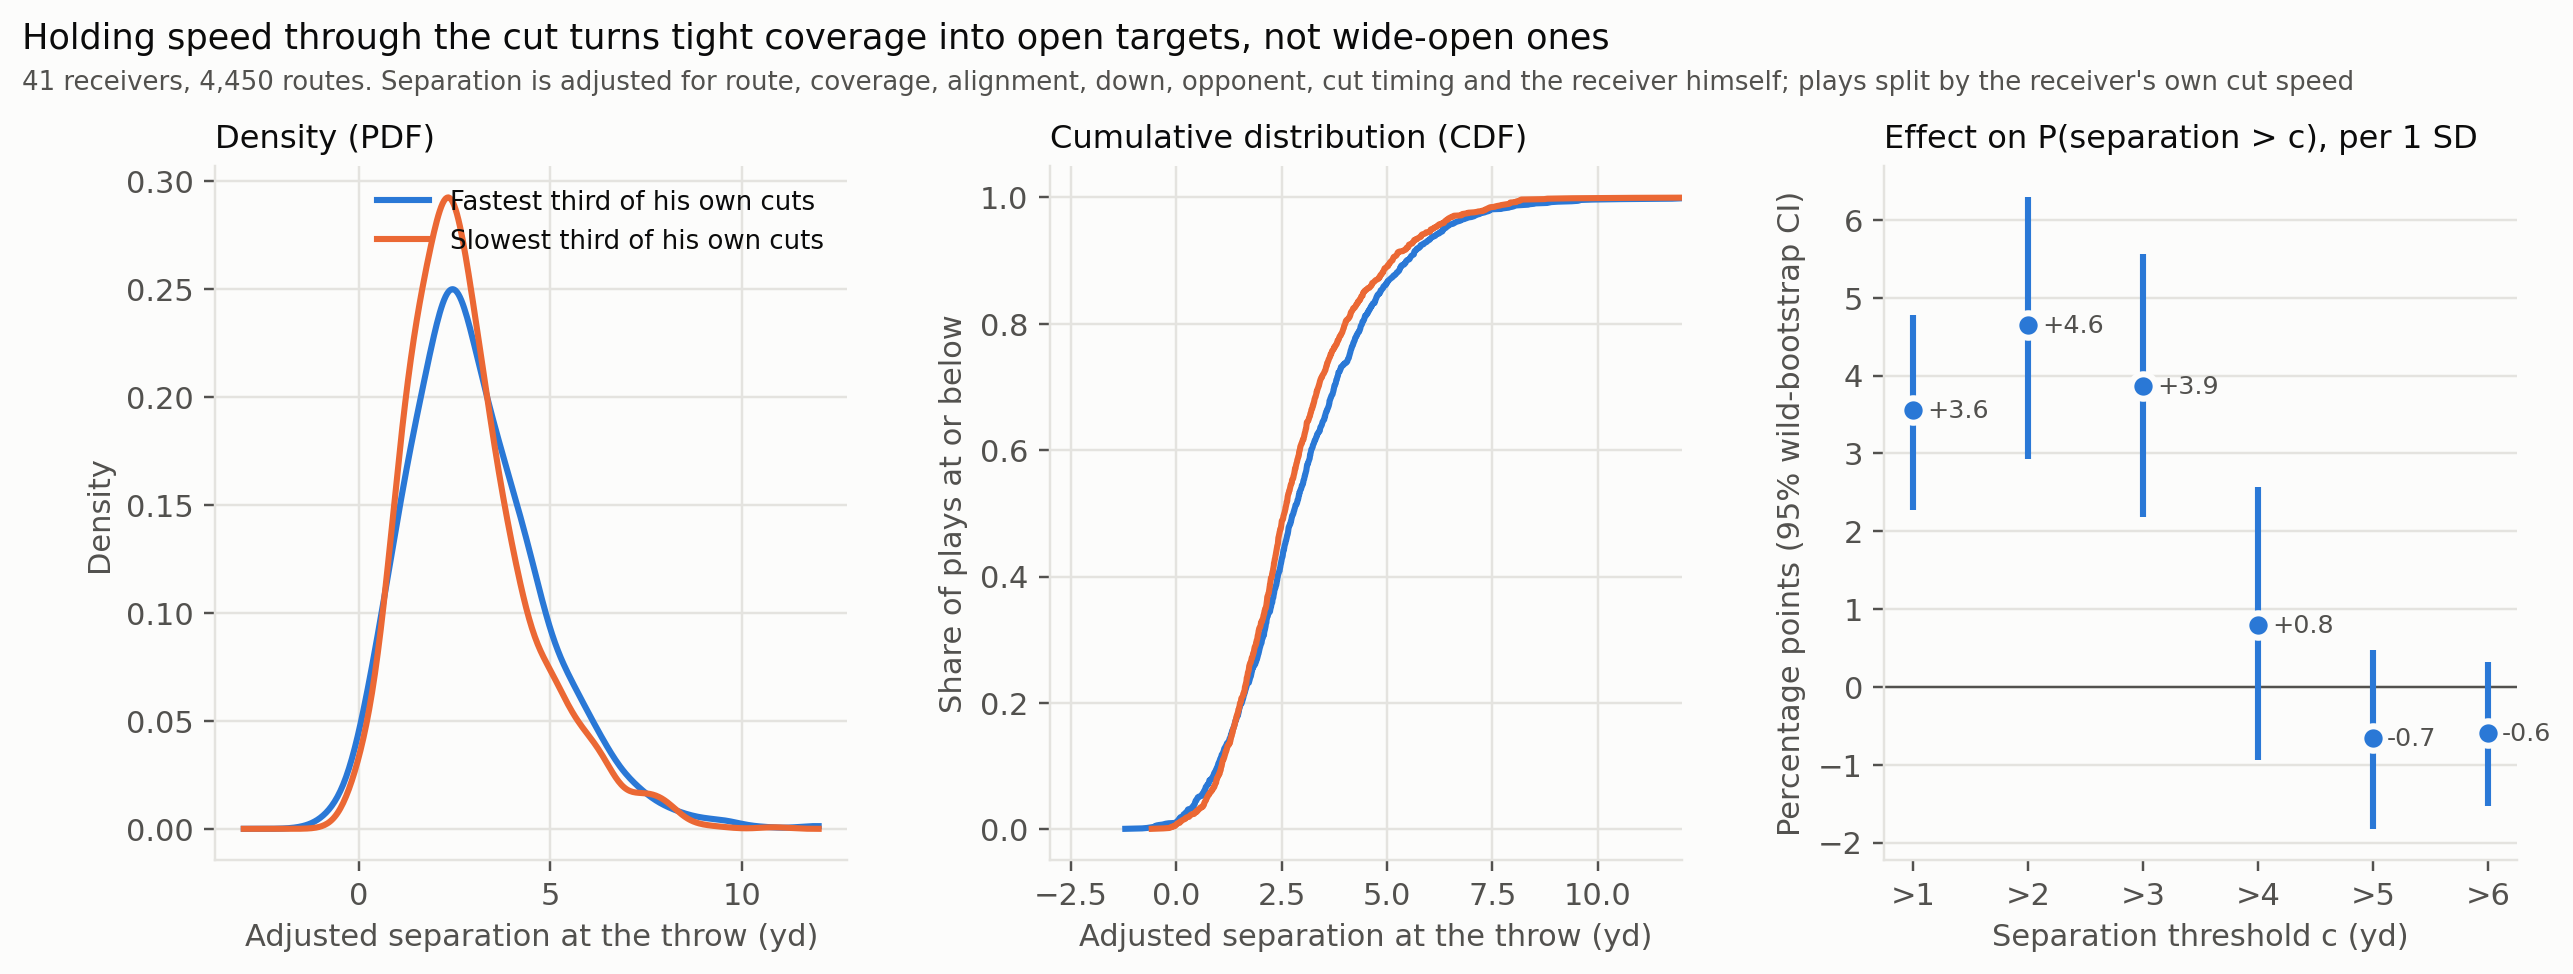 Holding speed through the cut turns tight coverage into open targets, not wide-open ones
41 receivers, 4,450 routes. Separation is adjusted for route, coverage, alignment, down, opponent, cut timing and the receiver himself; plays split by the receiver's own cut speed
Density (PDF)
0.30
0.25
0.20
0.15
0.10
0.05
0.00
Density
Fastest third of his own cuts
Slowest third of his own cuts
0 5 10
Adjusted separation at the throw (yd)
Cumulative distribution (CDF)
1.0
0.8
0.6
0.4
0.2
0.0
Share of plays at or below
−2.5 0.0 2.5 5.0 7.5 10.0
Adjusted separation at the throw (yd)
Effect on P(separation > c), per 1 SD
6
5
4
3
2
1
0
−1
−2
Percentage points (95% wild-bootstrap CI)
+3.6
+4.6
+3.9
+0.8
-0.7
-0.6
>1 >2 >3 >4 >5 >6
Separation threshold c (yd)